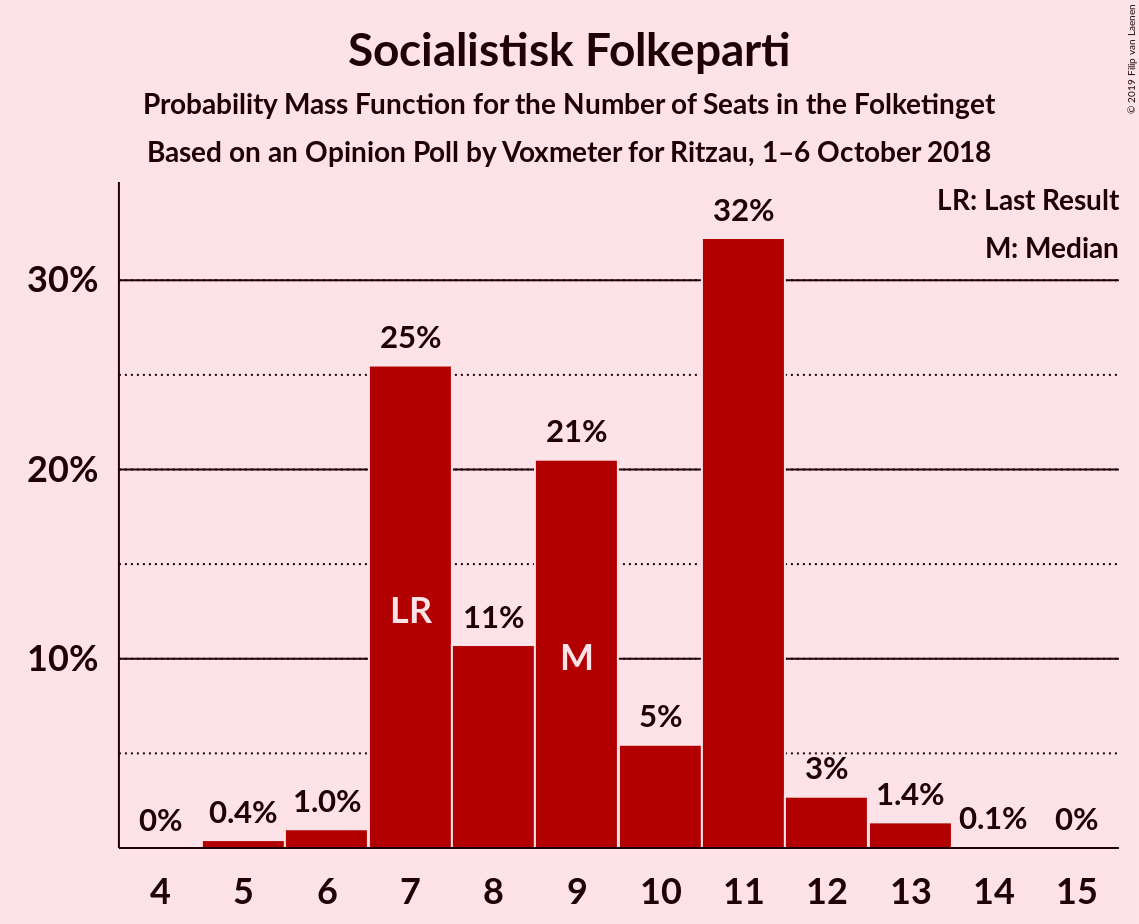 Socialistisk Folkeparti
Probability Mass Function for the Number of Seats in the Folketinget
Based on an Opinion Poll by Voxmeter for Ritzau, 1–6 October 2018
© 2019 Filip van Laenen
LR: Last Result
M: Median
30%
20%
10%
0%
0.4%
1.0%
25%
11%
21%
5%
32%
3%
1.4%
0.1%
0%
LR
M
4 5 6 7 8 9 10 11 12 13 14 15